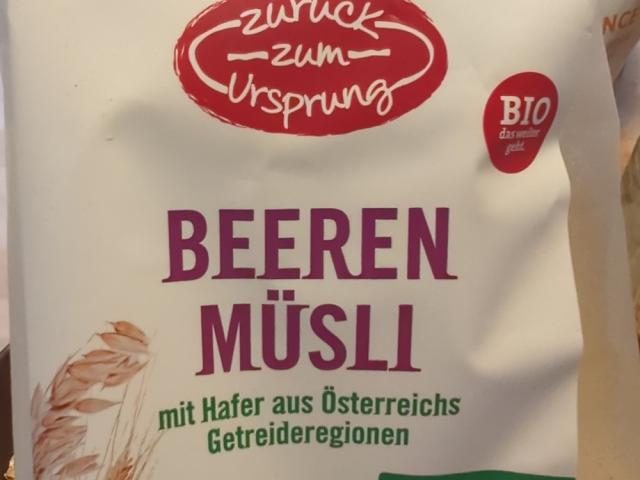 zurück
zum
Ursprung
BIO
das weiter
geht.
BEEREN
MÜSLI
mit Hafer aus Österreichs
Getreideregionen